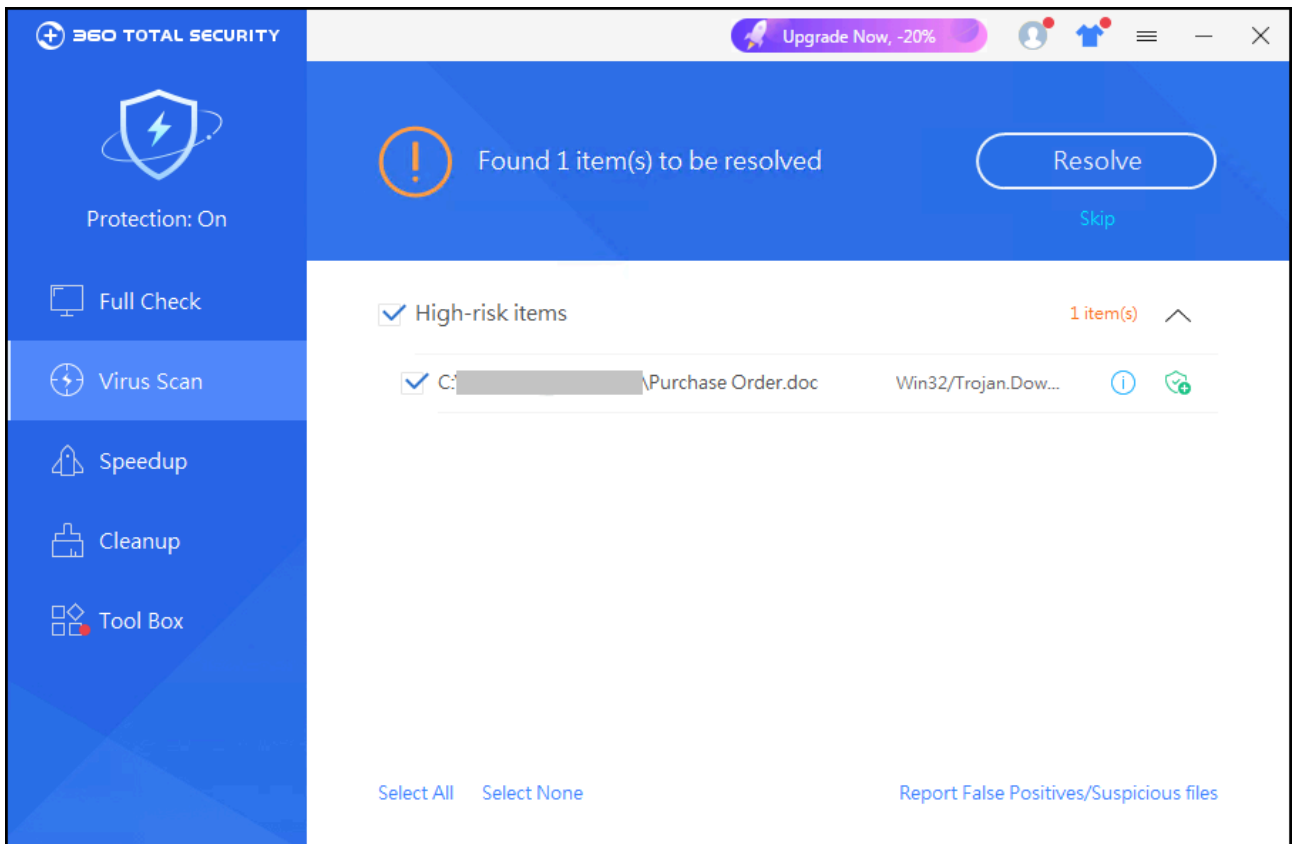 360 TOTAL SECURITY
Upgrade Now, -20%
Protection: On
Found 1 item(s) to be resolved
Resolve
Skip
Full Check
Virus Scan
Speedup
Cleanup
Tool Box
High-risk items
1 item(s)
C:\ \Purchase Order.doc
Win32/Trojan.Dow...
Select All
Select None
Report False Positives/Suspicious files